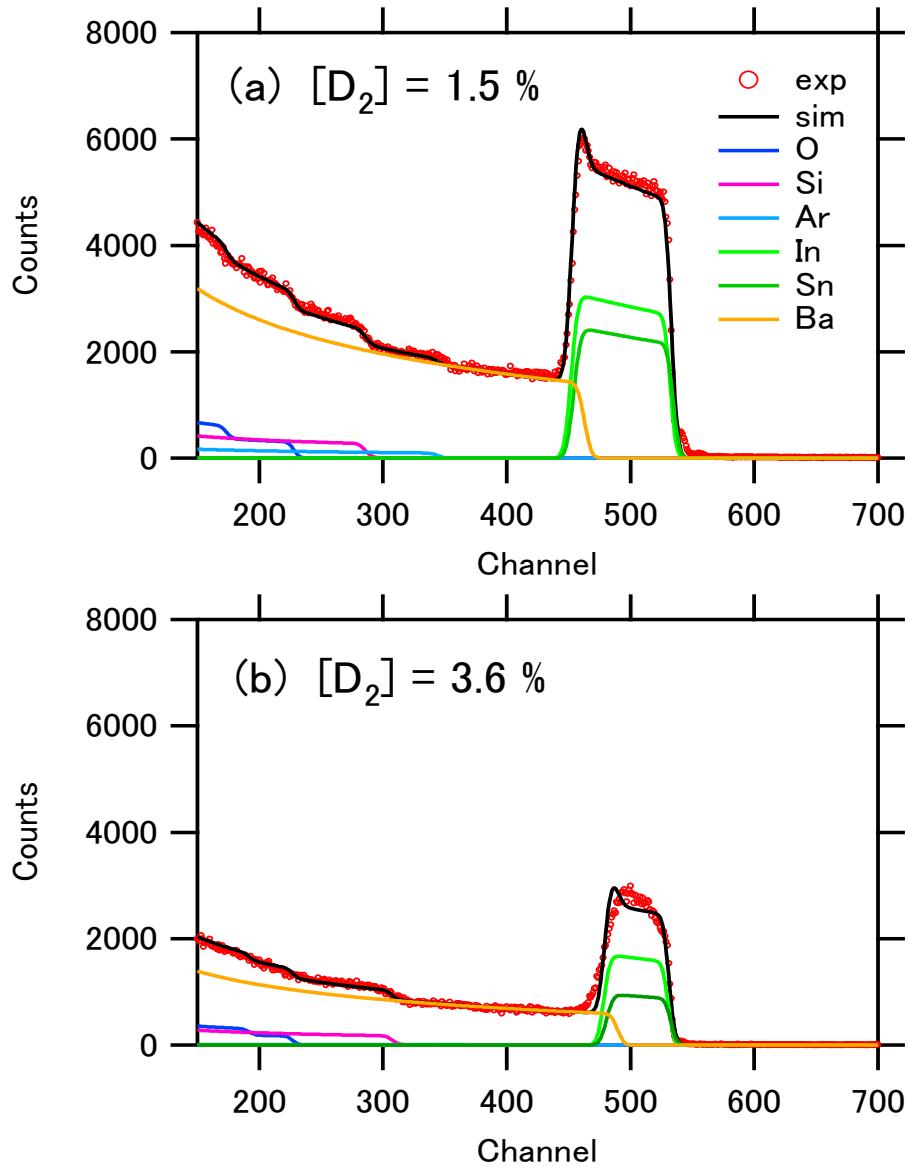 8000
6000
4000
2000
0
Counts
(a) [D₂] = 1.5 %
exp
sim
O
Si
Ar
In
Sn
Ba
200 300 400 500 600 700
Channel
8000
6000
4000
2000
0
Counts
(b) [D₂] = 3.6 %
200 300 400 500 600 700
Channel